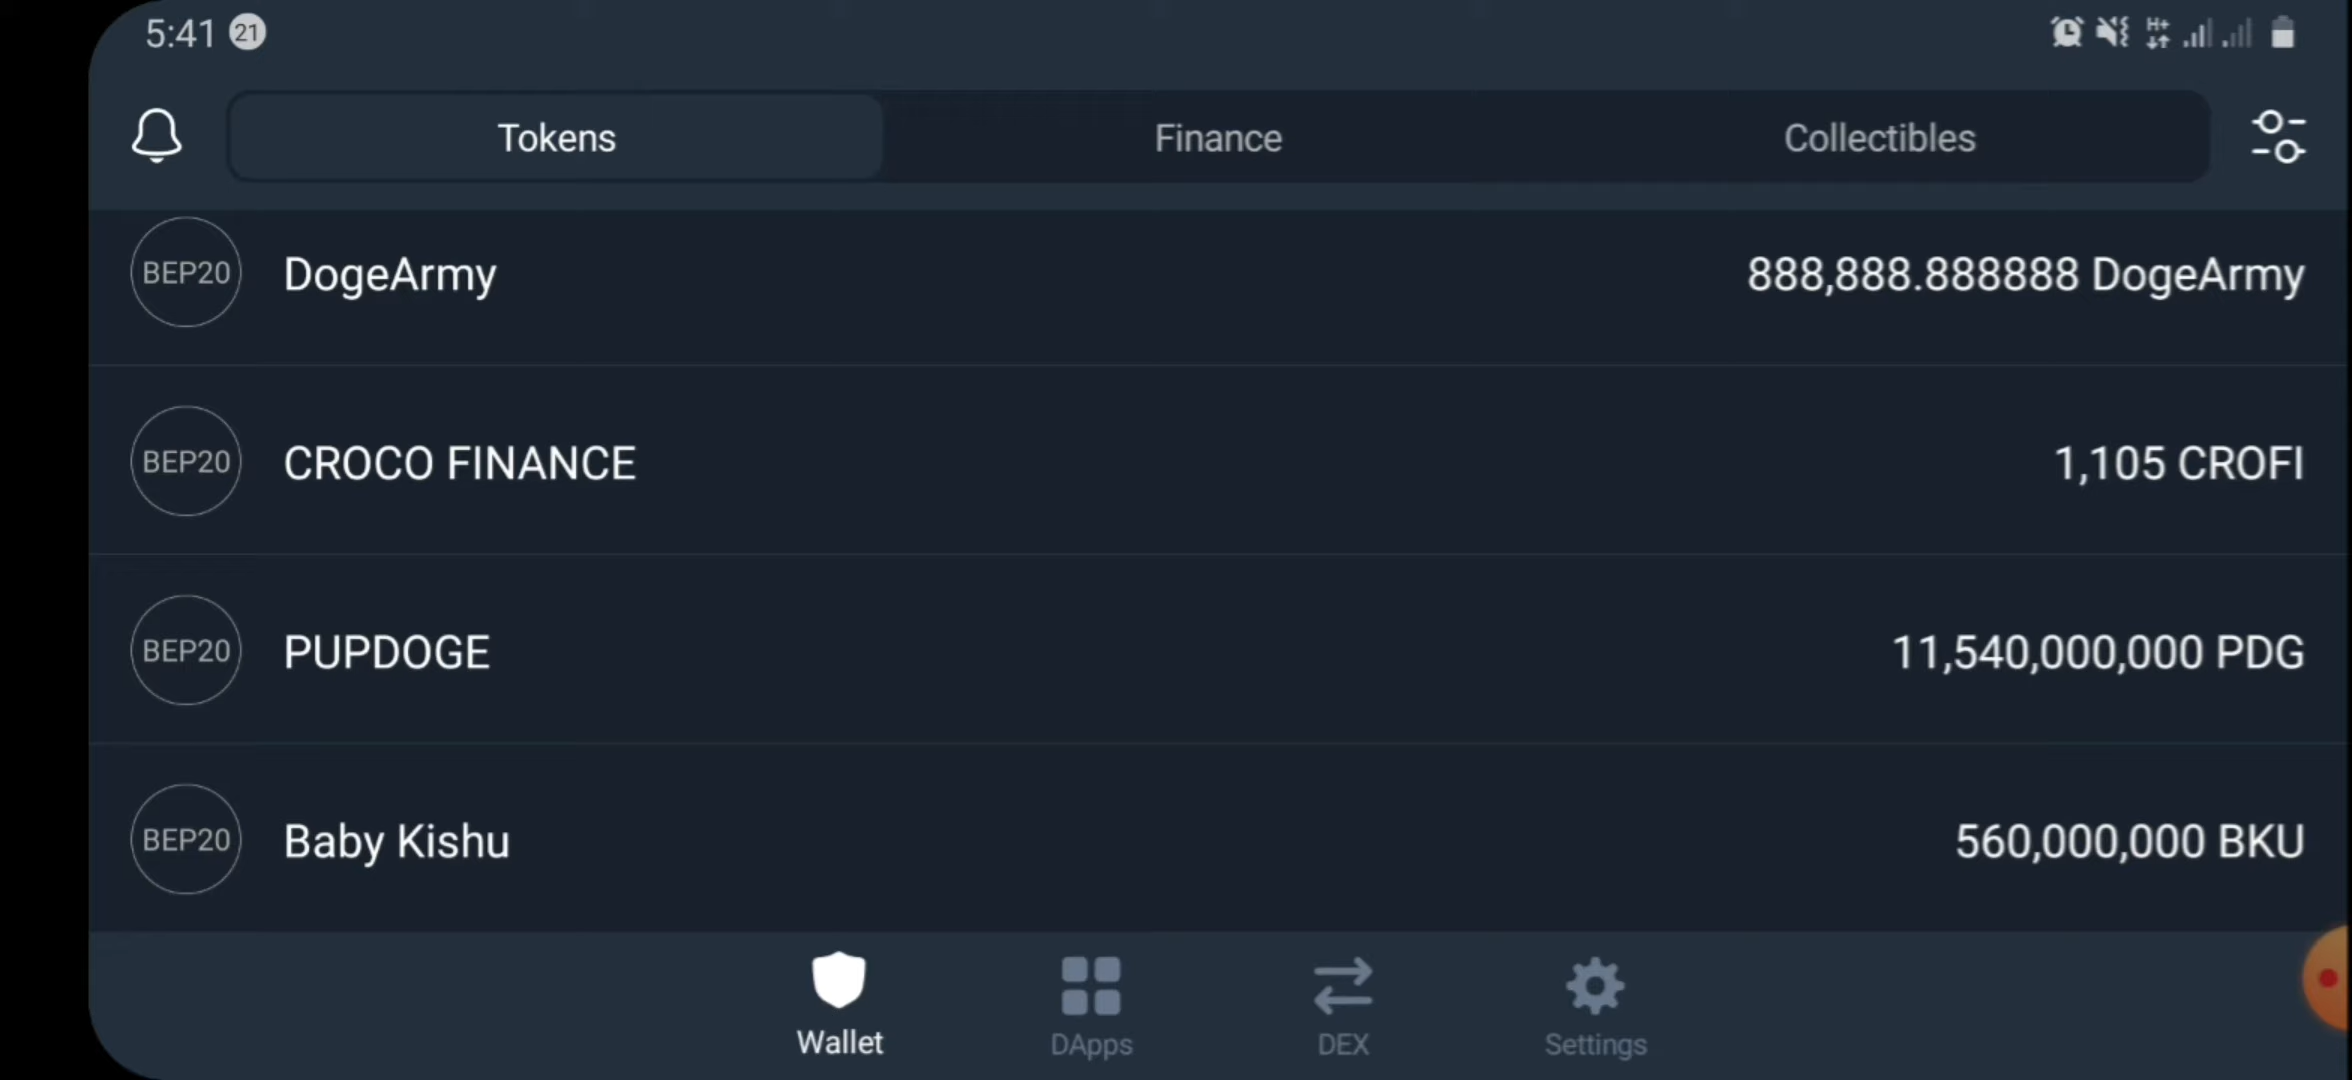 5:41 21
H+
Tokens Finance Collectibles
BEP20 DogeArmy 888,888.888888 DogeArmy
BEP20 CROCO FINANCE 1,105 CROFI
BEP20 PUPDOGE 11,540,000,000 PDG
BEP20 Baby Kishu 560,000,000 BKU
Wallet DApps DEX Settings